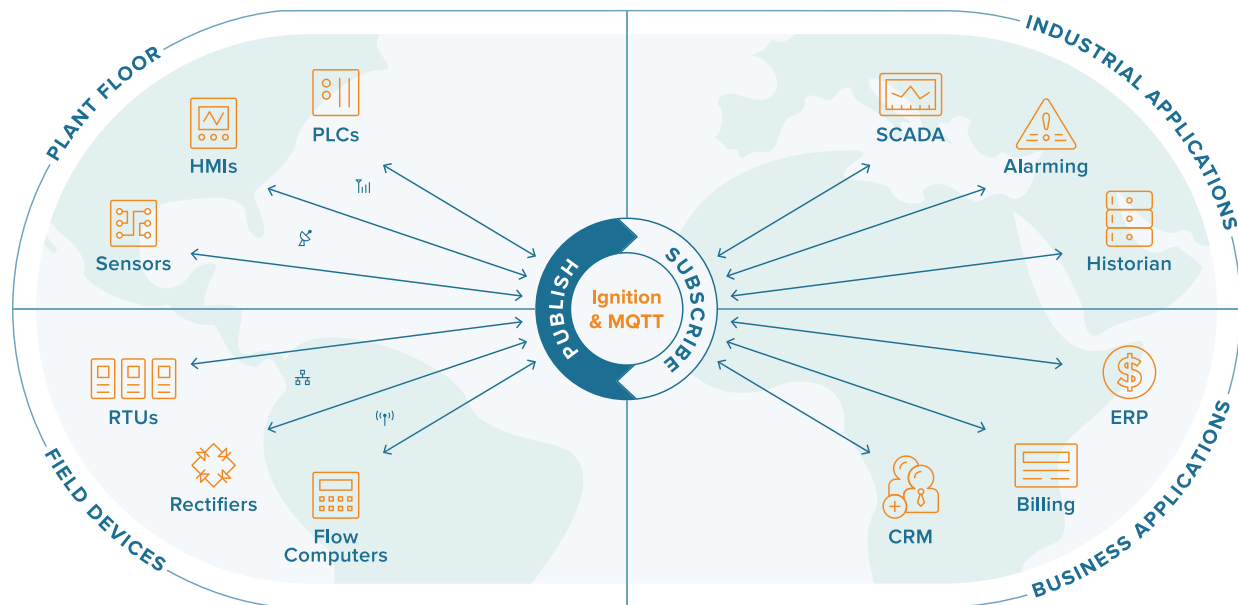 PLANT FLOOR
PLCs
HMIs
Sensors
INDUSTRIAL APPLICATIONS
SCADA
Alarming
Historian
PUBLISH
SUBSCRIBE
Ignition
& MQTT
FIELD DEVICES
RTUs
Rectifiers
Flow
Computers
BUSINESS APPLICATIONS
ERP
Billing
CRM